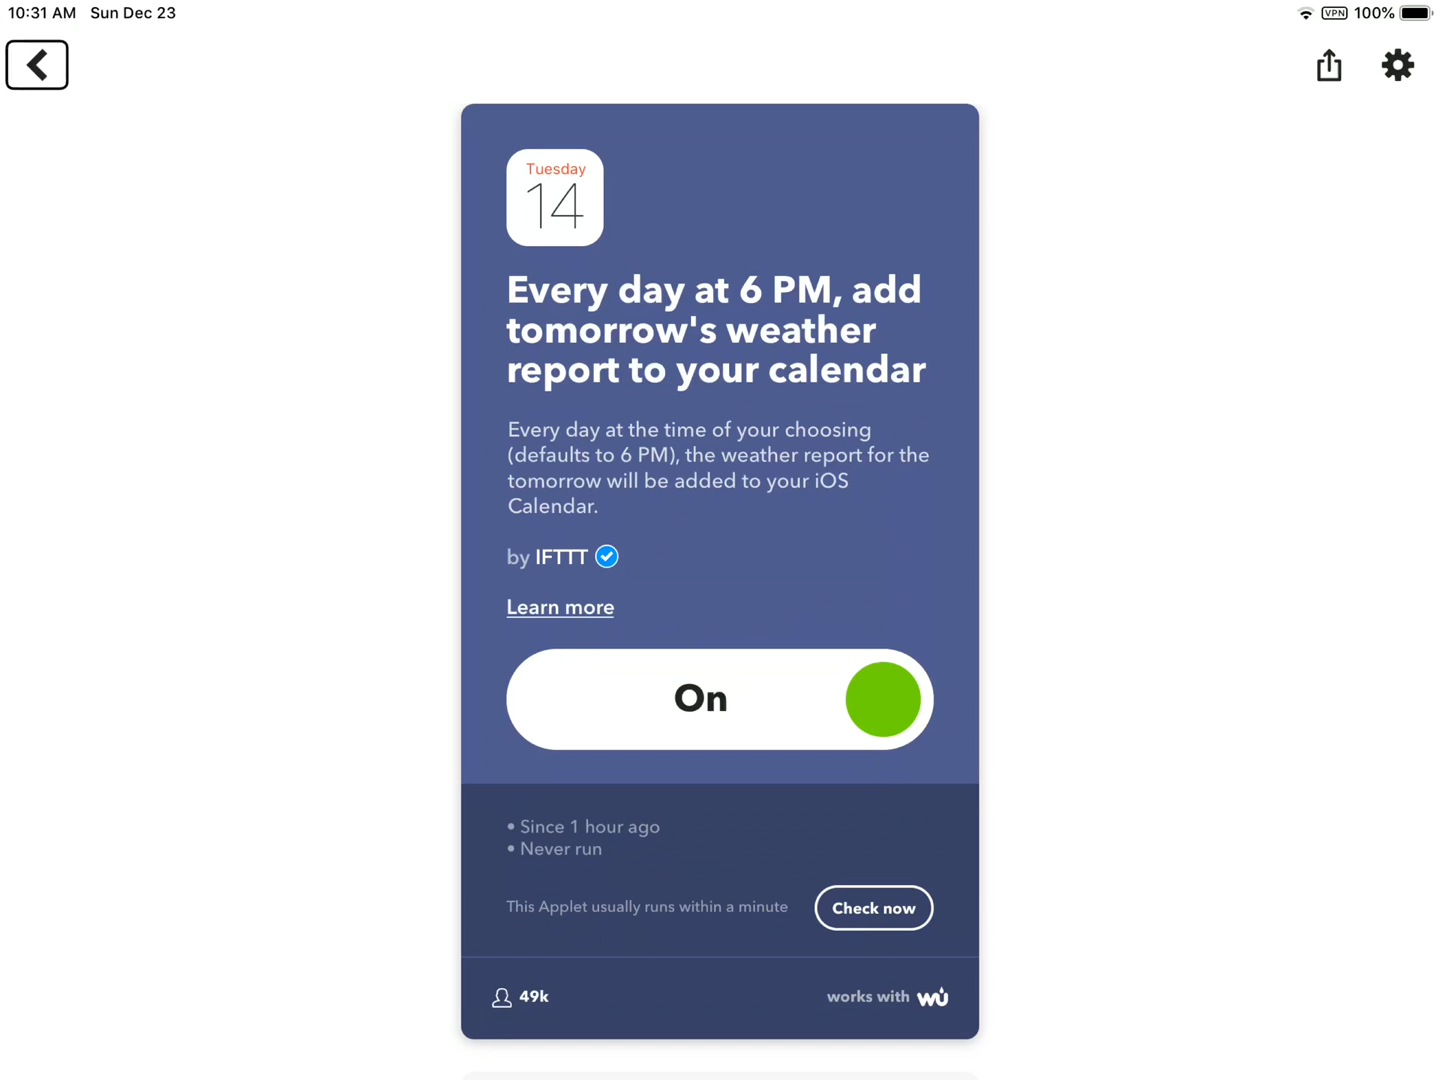 10:31 AM Sun Dec 23
VPN 100%
Tuesday
14
Every day at 6 PM, add
tomorrow's weather
report to your calendar
Every day at the time of your choosing
(defaults to 6 PM), the weather report for the
tomorrow will be added to your iOS
Calendar.
by IFTTT
Learn more
On
• Since 1 hour ago
• Never run
This Applet usually runs within a minute
Check now
49k
works with wu